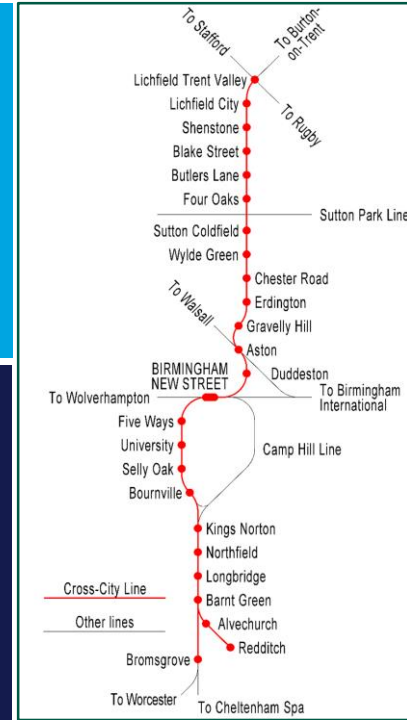 To Stafford
To Burton-
on-Trent
Lichfield Trent Valley
Lichfield City
To Rugby
Shenstone
Blake Street
Butlers Lane
Four Oaks
Sutton Park Line
Sutton Coldfield
Wylde Green
Chester Road
To Walsall
Erdington
Gravelly Hill
Aston
BIRMINGHAM
NEW STREET
Duddeston
To Wolverhampton
To Birmingham
International
Five Ways
University
Camp Hill Line
Selly Oak
Bournville
Kings Norton
Northfield
Longbridge
Cross-City Line
Barnt Green
Other lines
Alvechurch
Redditch
Bromsgrove
To Worcester
To Cheltenham Spa